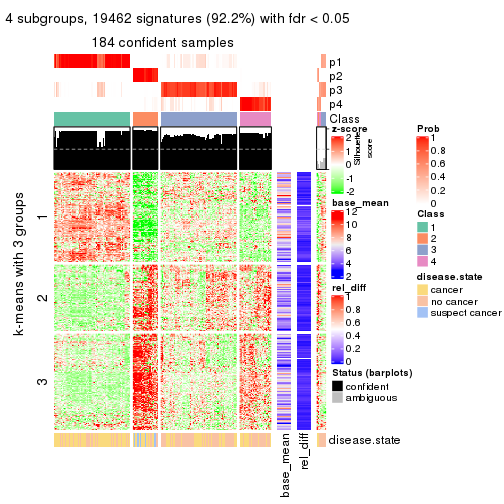 4 subgroups, 19462 signatures (92.2%) with fdr < 0.05
184 confident samples
p1
p2
p3
p4
Class
z-score
2
1
0
-1
-2
Silhouette score
base_mean
12
10
8
6
4
2
rel_diff
1
0.8
0.6
0.4
0.2
0
Status (barplots)
confident
ambiguous
Prob
1
0.8
0.6
0.4
0.2
0
Class
1
2
3
4
disease.state
cancer
no cancer
suspect cancer
k-means with 3 groups
1
2
3
disease.state
base_mean
rel_diff